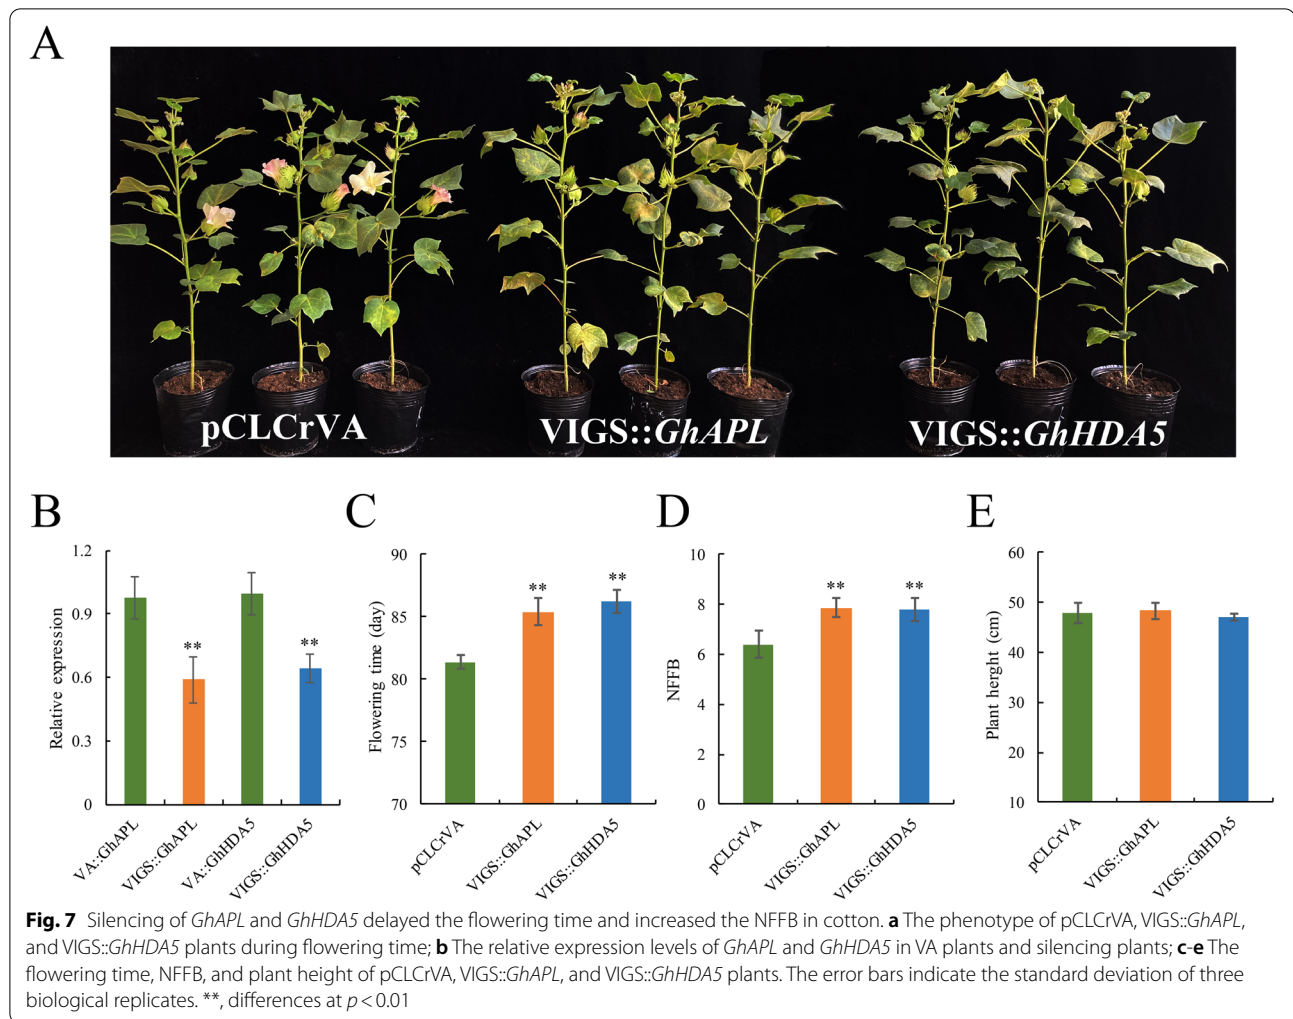 A
pCLCrVA
VIGS::GhAPL
VIGS::GhHDA5
B
C
D
E
Relative expression
1.2
0.9
0.6
0.3
0
**
**
VA::GhAPL
VIGS::GhAPL
VA::GhHDA5
VIGS::GhHDA5
Flowering time (day)
90
85
80
75
70
**
**
pCLCrVA
VIGS::GhAPL
VIGS::GhHDA5
NFFB
10
8
6
4
2
0
**
**
pCLCrVA
VIGS::GhAPL
VIGS::GhHDA5
Plant herght (cm)
60
50
40
30
20
10
pCLCrVA
VIGS::GhAPL
VIGS::GhHDA5
Fig. 7 Silencing of GhAPL and GhHDA5 delayed the flowering time and increased the NFFB in cotton. a The phenotype of pCLCrVA, VIGS::GhAPL,
and VIGS::GhHDA5 plants during flowering time; b The relative expression levels of GhAPL and GhHDA5 in VA plants and silencing plants; c-e The
flowering time, NFFB, and plant height of pCLCrVA, VIGS::GhAPL, and VIGS::GhHDA5 plants. The error bars indicate the standard deviation of three
biological replicates. **, differences at p < 0.01